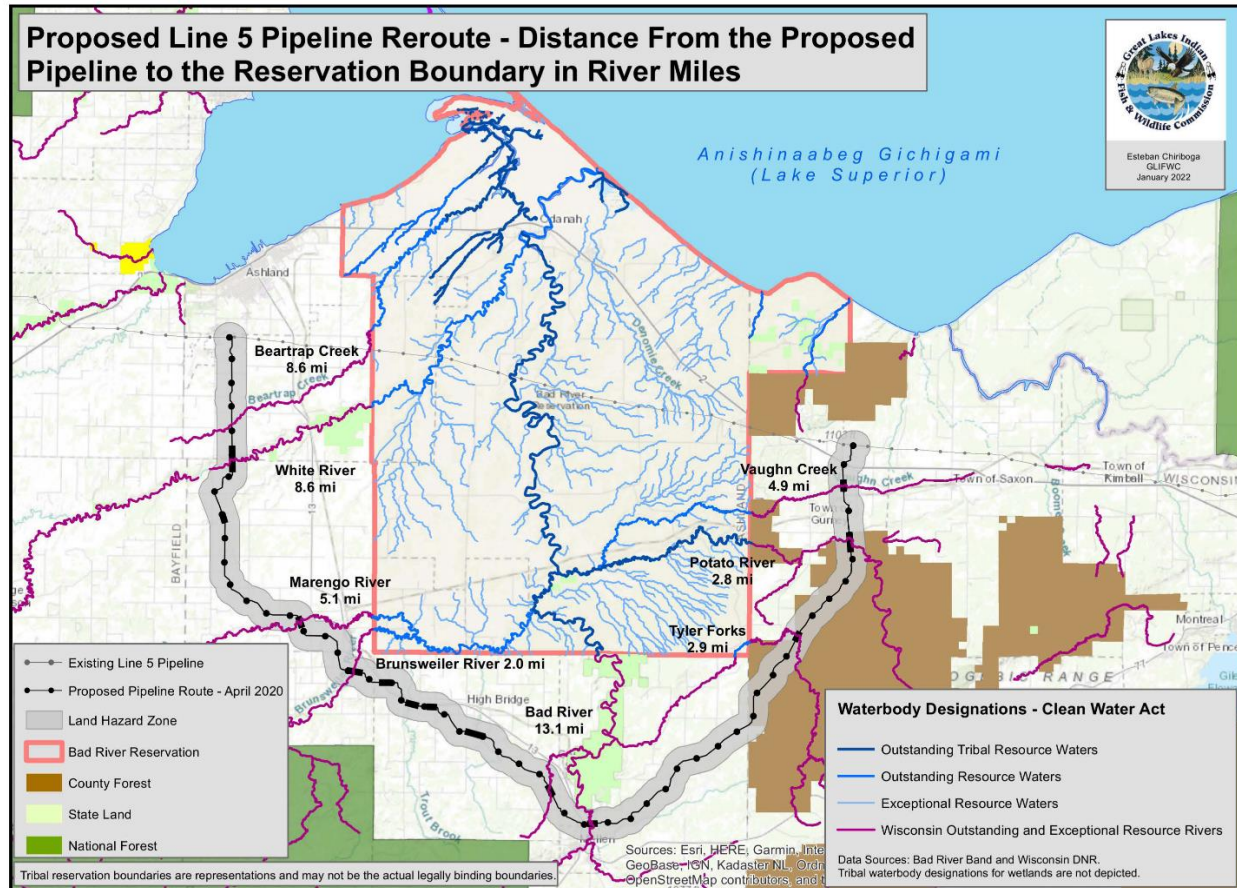 Proposed Line 5 Pipeline Reroute - Distance From the Proposed
Pipeline to the Reservation Boundary in River Miles
Great Lakes Indian
Fish & Wildlife Commission
Esteban Chiriboga
GLIFWC
January 2022
Anishinaabeg Gichigami
(Lake Superior)
Odanah
Ashland
Denomie Creek
2
Beartrap Creek
8.6 mi
Beartrap Creek
Bad River
Reservation
White River
8.6 mi
13
Vaughn Creek
4.9 mi
Town of Saxon
Town of
Kimball
WISCONSIN
BAYFIELD
ASHLAND
Marengo River
5.1 mi
Potato River
2.8 mi
Tyler Forks
2.9 mi
Brunsweiler River 2.0 mi
High Bridge
Bad River
13.1 mi
Trout Brook
Montreal
Town of Pence
77
RANGE
Existing Line 5 Pipeline
Proposed Pipeline Route - April 2020
Land Hazard Zone
Bad River Reservation
County Forest
State Land
National Forest
Tribal reservation boundaries are representations and may not be the actual legally binding boundaries.
Waterbody Designations - Clean Water Act
Outstanding Tribal Resource Waters
Outstanding Resource Waters
Exceptional Resource Waters
Wisconsin Outstanding and Exceptional Resource Rivers
Data Sources: Bad River Band and Wisconsin DNR.
Tribal waterbody designations for wetlands are not depicted.
Sources: Esri, HERE, Garmin,
GeoBase, IGN, Kadaster NL,
OpenStreetMap contributors, and